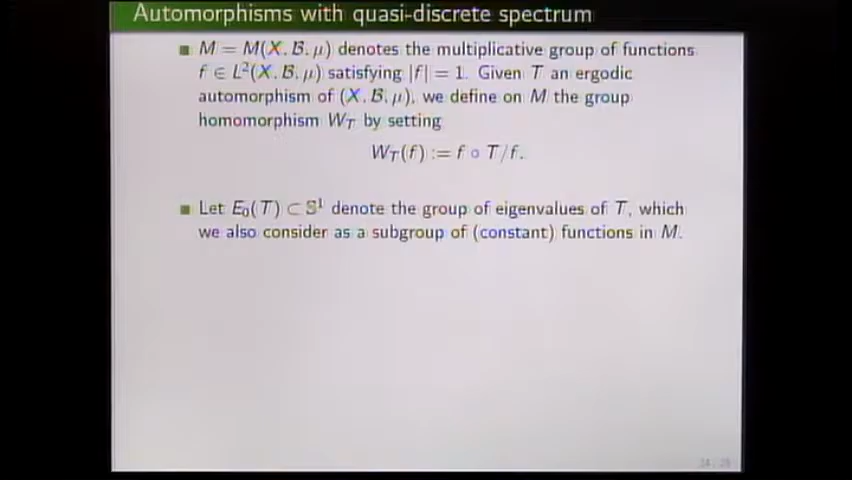 Automorphisms with quasi-discrete spectrum
M = M(X, B, μ) denotes the multiplicative group of functions
f ∈ L²(X, B, μ) satisfying |f| = 1. Given T an ergodic
automorphism of (X, B, μ), we define on M the group
homomorphism W_T by setting
W_T(f) := f ∘ T/f.
Let E₀(T) ⊂ 𝕊¹ denote the group of eigenvalues of T, which
we also consider as a subgroup of (constant) functions in M.